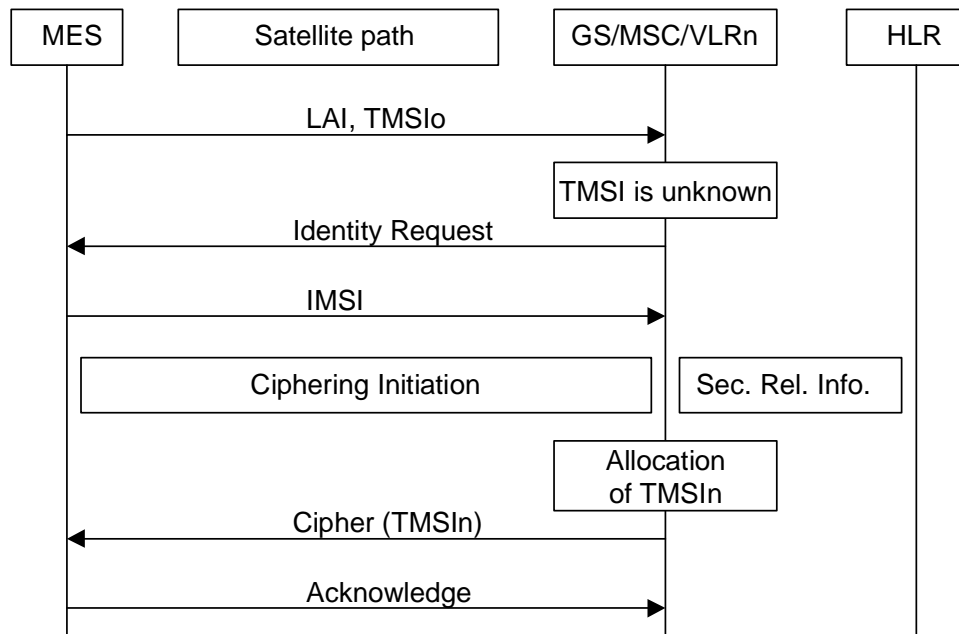 MES
Satellite path
GS/MSC/VLRn
HLR
LAI, TMSIo
TMSI is unknown
Identity Request
IMSI
Ciphering Initiation
Sec. Rel. Info.
Allocation
of TMSIn
Cipher (TMSIn)
Acknowledge